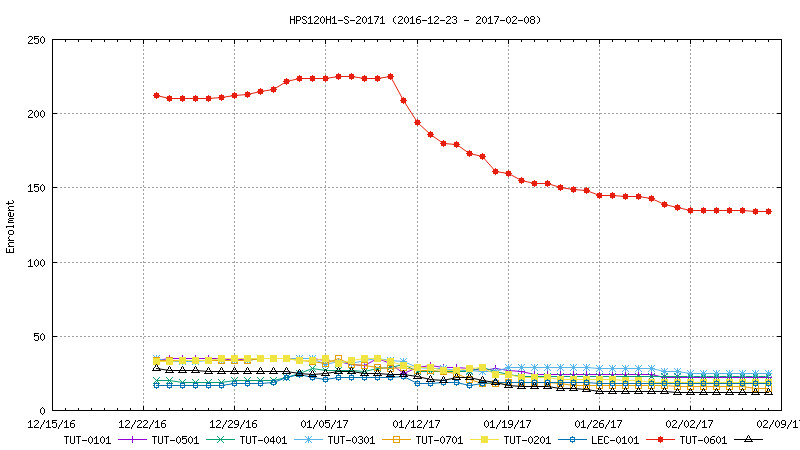 HPS120H1-S-20171 (2016-12-23 - 2017-02-08)
250
200
150
100
50
0
Enrolment
12/15/16 12/22/16 12/29/16 01/05/17 01/12/17 01/19/17 01/26/17 02/02/17 02/09/1
TUT-0101 TUT-0501 TUT-0401 TUT-0301 TUT-0701 TUT-0201 LEC-0101 TUT-0601